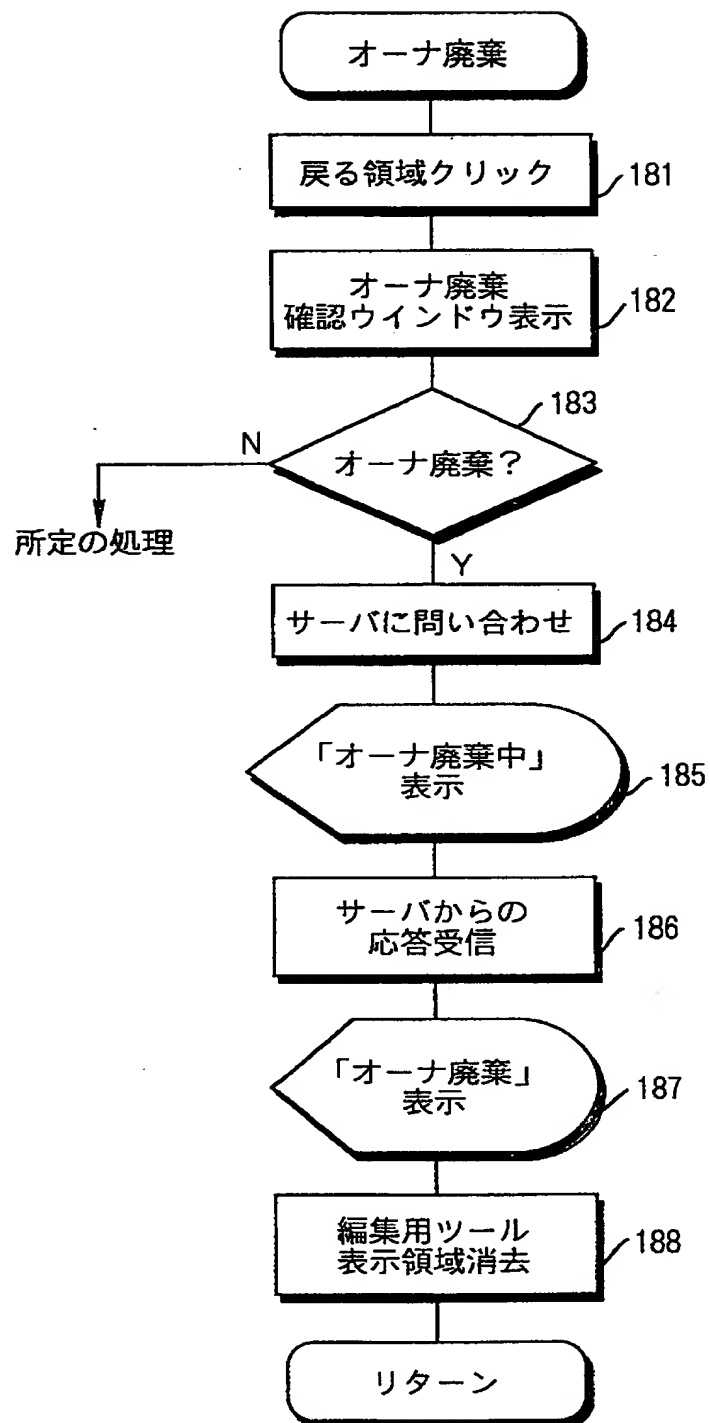 オーナ廃棄
戻る領域クリック
181
オーナ廃棄
確認ウインドウ表示
182
183
オーナ廃棄?
N
所定の処理
Y
サーバに問い合わせ
184
「オーナ廃棄中」
表示
185
サーバからの
応答受信
186
「オーナ廃棄」
表示
187
編集用ツール
表示領域消去
188
リターン